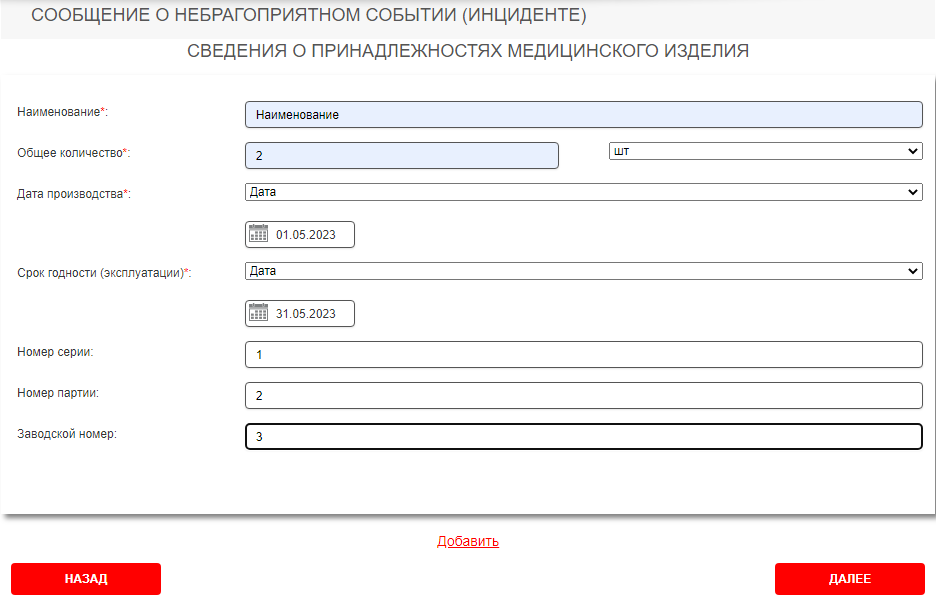 СООБЩЕНИЕ О НЕБРАГОПРИЯТНОМ СОБЫТИИ (ИНЦИДЕНТЕ)
СВЕДЕНИЯ О ПРИНАДЛЕЖНОСТЯХ МЕДИЦИНСКОГО ИЗДЕЛИЯ
Наименование*: Наименование
Общее количество*: 2 шт
Дата производства*: Дата
01.05.2023
Срок годности (эксплуатации)*: Дата
31.05.2023
Номер серии: 1
Номер партии: 2
Заводской номер: 3
Добавить
НАЗАД ДАЛЕЕ